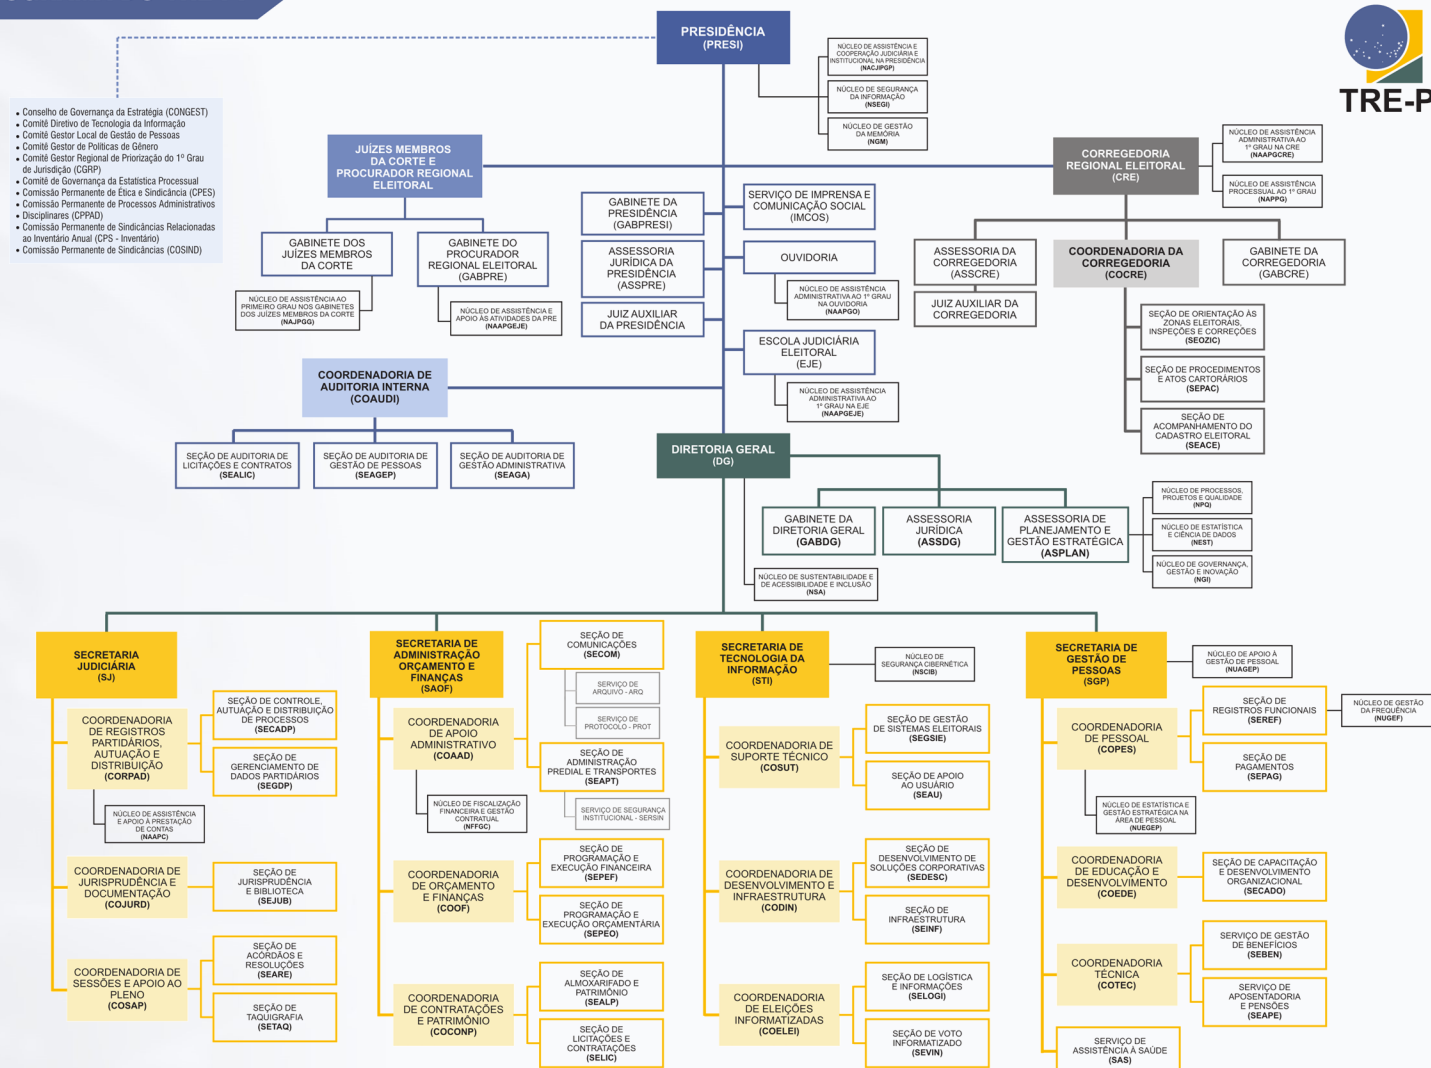 PRESIDÊNCIA
(PRESI)
NÚCLEO DE ASSISTÊNCIA E
COOPERAÇÃO JUDICIÁRIA E
INSTITUCIONAL NA PRESIDÊNCIA
(NACJIPGP)
NÚCLEO DE SEGURANÇA
DA INFORMAÇÃO
(NSEGI)
NÚCLEO DE GESTÃO
DA MEMÓRIA
(NGM)
TRE-P
• Conselho de Governança da Estratégia (CONGEST)
• Comitê Diretivo de Tecnologia da Informação
• Comitê Gestor Local de Gestão de Pessoas
• Comitê Gestor de Políticas de Gênero
• Comitê Gestor Regional de Priorização do 1º Grau
de Jurisdição (CGRP)
• Comitê de Governança da Estatística Processual
• Comissão Permanente de Ética e Sindicância (CPES)
• Comissão Permanente de Processos Administrativos
• Disciplinares (CPPAD)
• Comissão Permanente de Sindicâncias Relacionadas
ao Inventário Anual (CPS - Inventário)
• Comissão Permanente de Sindicâncias (COSIND)
JUÍZES MEMBROS
DA CORTE E
PROCURADOR REGIONAL
ELEITORAL
GABINETE DOS
JUÍZES MEMBROS
DA CORTE
NÚCLEO DE ASSISTÊNCIA AO
PRIMEIRO GRAU NOS GABINETES
DOS JUÍZES MEMBROS DA CORTE
(NAJPGG)
GABINETE DO
PROCURADOR
REGIONAL ELEITORAL
(GABPRE)
NÚCLEO DE ASSISTÊNCIA E
APOIO ÀS ATIVIDADES DA PRE
(NAAPGEJE)
GABINETE DA
PRESIDÊNCIA
(GABPRESI)
ASSESSORIA
JURÍDICA DA
PRESIDÊNCIA
(ASSPRE)
JUIZ AUXILIAR
DA PRESIDÊNCIA
SERVIÇO DE IMPRENSA E
COMUNICAÇÃO SOCIAL
(IMCOS)
OUVIDORIA
NÚCLEO DE ASSISTÊNCIA
ADMINISTRATIVA AO 1º GRAU
NA OUVIDORIA
(NAAPGO)
ESCOLA JUDICIÁRIA
ELEITORAL
(EJE)
NÚCLEO DE ASSISTÊNCIA
ADMINISTRATIVA AO
1º GRAU NA EJE
(NAAPGEJE)
CORREGEDORIA
REGIONAL ELEITORAL
(CRE)
NÚCLEO DE ASSISTÊNCIA
ADMINISTRATIVA AO
1º GRAU NA CRE
(NAAPGCRE)
NÚCLEO DE ASSISTÊNCIA
PROCESSUAL AO 1º GRAU
(NAPPG)
ASSESSORIA DA
CORREGEDORIA
(ASSCRE)
JUIZ AUXILIAR DA
CORREGEDORIA
COORDENADORIA DA
CORREGEDORIA
(COCRE)
GABINETE DA
CORREGEDORIA
(GABCRE)
SEÇÃO DE ORIENTAÇÃO ÀS
ZONAS ELEITORAIS,
INSPEÇÕES E CORREÇÕES
(SEOZIC)
SEÇÃO DE PROCEDIMENTOS
E ATOS CARTORÁRIOS
(SEPAC)
SEÇÃO DE
ACOMPANHAMENTO DO
CADASTRO ELEITORAL
(SEACE)
COORDENADORIA DE
AUDITORIA INTERNA
(COAUDI)
SEÇÃO DE AUDITORIA DE
LICITAÇÕES E CONTRATOS
(SEALIC)
SEÇÃO DE AUDITORIA DE
GESTÃO DE PESSOAS
(SEAGEP)
SEÇÃO DE AUDITORIA DE
GESTÃO ADMINISTRATIVA
(SEAGA)
DIRETORIA GERAL
(DG)
GABINETE DA
DIRETORIA GERAL
(GABDG)
ASSESSORIA
JURÍDICA
(ASSDG)
ASSESSORIA DE
PLANEJAMENTO E
GESTÃO ESTRATÉGICA
(ASPLAN)
NÚCLEO DE PROCESSOS,
PROJETOS E QUALIDADE
(NPQ)
NÚCLEO DE ESTATÍSTICA
E CIÊNCIA DE DADOS
(NEST)
NÚCLEO DE GOVERNANÇA,
GESTÃO E INOVAÇÃO
(NGI)
NÚCLEO DE SUSTENTABILIDADE E
DE ACESSIBILIDADE E INCLUSÃO
(NSA)
SECRETARIA
JUDICIÁRIA
(SJ)
COORDENADORIA
DE REGISTROS
PARTIDÁRIOS,
AUTUAÇÃO E
DISTRIBUIÇÃO
(CORPAD)
SEÇÃO DE CONTROLE,
AUTUAÇÃO E DISTRIBUIÇÃO
DE PROCESSOS
(SECADP)
SEÇÃO DE
GERENCIAMENTO DE
DADOS PARTIDÁRIOS
(SEGDP)
NÚCLEO DE ASSISTÊNCIA
E APOIO À PRESTAÇÃO
DE CONTAS
(NAAPC)
COORDENADORIA DE
JURISPRUDÊNCIA E
DOCUMENTAÇÃO
(COJURD)
SEÇÃO DE
JURISPRUDÊNCIA
E BIBLIOTECA
(SEJUB)
COORDENADORIA DE
SESSÕES E APOIO AO
PLENO
(COSAP)
SEÇÃO DE
ACÓRDÃOS E
RESOLUÇÕES
(SEARE)
SEÇÃO DE
TAQUIGRAFIA
(SETAQ)
SECRETARIA DE
ADMINISTRAÇÃO
ORÇAMENTO E
FINANÇAS
(SAOF)
SEÇÃO DE
COMUNICAÇÕES
(SECOM)
SERVIÇO DE
ARQUIVO - ARQ
SERVIÇO DE
PROTOCOLO - PROT
COORDENADORIA
DE APOIO
ADMINISTRATIVO
(COAAD)
SEÇÃO DE
ADMINISTRAÇÃO
PREDIAL E TRANSPORTES
(SEAPT)
SERVIÇO DE SEGURANÇA
INSTITUCIONAL - SERSIN
NÚCLEO DE FISCALIZAÇÃO
FINANCEIRA E GESTÃO
CONTRATUAL
(NFFGC)
COORDENADORIA
DE ORÇAMENTO
E FINANÇAS
(COOF)
SEÇÃO DE
PROGRAMAÇÃO E
EXECUÇÃO FINANCEIRA
(SEPEF)
SEÇÃO DE
PROGRAMAÇÃO E
EXECUÇÃO ORÇAMENTÁRIA
(SEPEO)
COORDENADORIA
DE CONTRATAÇÕES
E PATRIMÔNIO
(COCONP)
SEÇÃO DE
ALMOXARIFADO E
PATRIMÔNIO
(SEALP)
SEÇÃO DE
LICITAÇÕES E
CONTRATAÇÕES
(SELIC)
SECRETARIA DE
TECNOLOGIA DA
INFORMAÇÃO
(STI)
NÚCLEO DE
SEGURANÇA CIBERNÉTICA
(NSCIB)
COORDENADORIA DE
SUPORTE TÉCNICO
(COSUT)
SEÇÃO DE GESTÃO
DE SISTEMAS ELEITORAIS
(SEGSIE)
SEÇÃO DE APOIO
AO USUÁRIO
(SEAU)
COORDENADORIA
DE DESENVOLVIMENTO E
INFRAESTRUTURA
(CODIN)
SEÇÃO DE
DESENVOLVIMENTO DE
SOLUÇÕES CORPORATIVAS
(SEDESC)
SEÇÃO DE
INFRAESTRUTURA
(SEINF)
COORDENADORIA
DE ELEIÇÕES
INFORMATIZADAS
(COELEI)
SEÇÃO DE LOGÍSTICA
E INFORMAÇÕES
(SELOGI)
SEÇÃO DE VOTO
INFORMATIZADO
(SEVIN)
SECRETARIA DE
GESTÃO DE
PESSOAS
(SGP)
NÚCLEO DE APOIO À
GESTÃO DE PESSOAL
(NUAGEP)
COORDENADORIA
DE PESSOAL
(COPES)
SEÇÃO DE
REGISTROS FUNCIONAIS
(SEREF)
NÚCLEO DE GESTÃO
DA FREQUÊNCIA
(NUGEF)
SEÇÃO DE
PAGAMENTOS
(SEPAG)
NÚCLEO DE ESTATÍSTICA E
GESTÃO ESTRATÉGICA NA
ÁREA DE PESSOAL
(NUEGEP)
COORDENADORIA
DE EDUCAÇÃO E
DESENVOLVIMENTO
(COEDE)
SEÇÃO DE CAPACITAÇÃO
E DESENVOLVIMENTO
ORGANIZACIONAL
(SECADO)
COORDENADORIA
TÉCNICA
(COTEC)
SERVIÇO DE GESTÃO
DE BENEFÍCIOS
(SEBEN)
SERVIÇO DE
APOSENTADORIA
E PENSÕES
(SEAPE)
SERVIÇO DE
ASSISTÊNCIA À SAÚDE
(SAS)